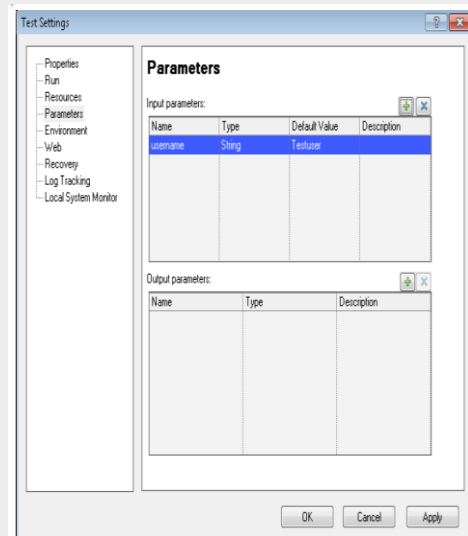 Test Settings
Properties
Run
Resources
Parameters
Environment
Web
Recovery
Log Tracking
Local System Monitor
Parameters
Input parameters:
Name Type Default Value Description
username String Testuser
Output parameters:
Name Type Description
OK Cancel Apply